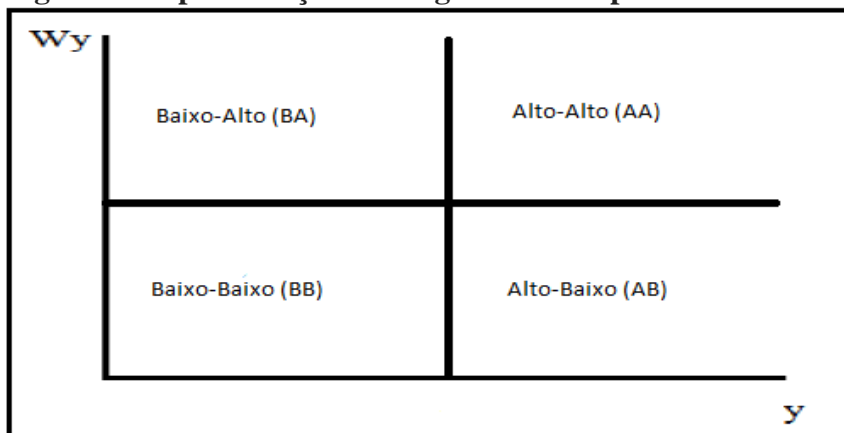 Wy
Baixo-Alto (BA)
Alto-Alto (AA)
Baixo-Baixo (BB)
Alto-Baixo (AB)
y